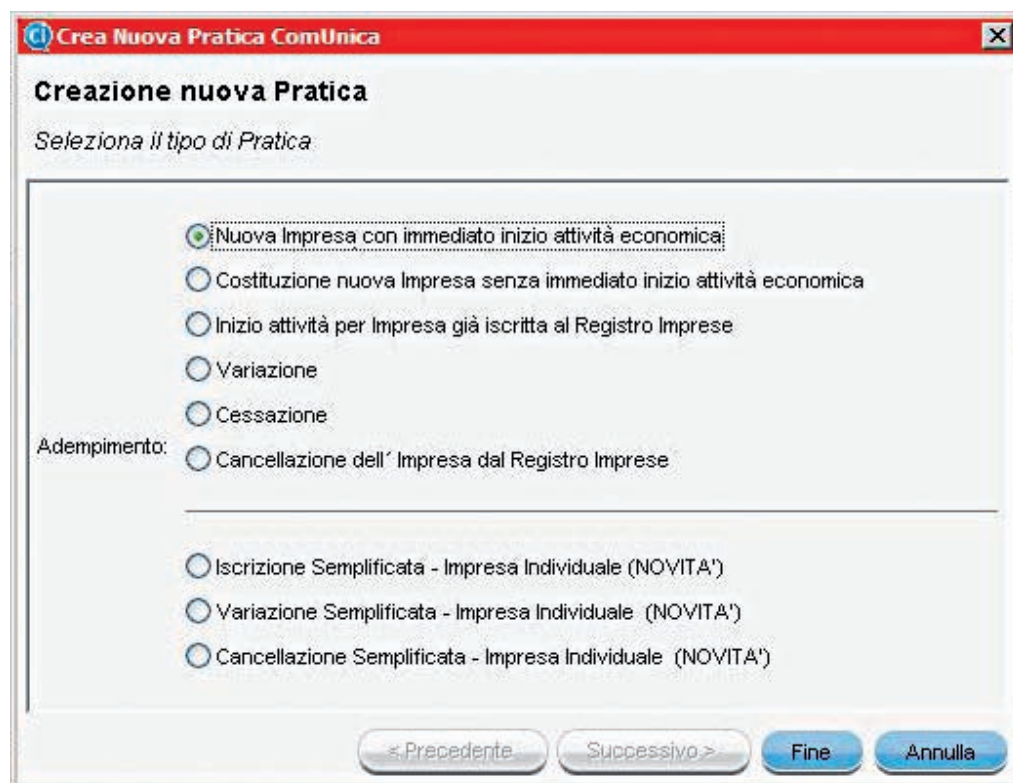 Crea Nuova Pratica ComUnica
Creazione nuova Pratica
Seleziona il tipo di Pratica
Adempimento:
Nuova Impresa con immediato inizio attività economica
Costituzione nuova Impresa senza immediato inizio attività economica
Inizio attività per Impresa già iscritta al Registro Imprese
Variazione
Cessazione
Cancellazione dell´ Impresa dal Registro Imprese
Iscrizione Semplificata - Impresa Individuale (NOVITA')
Variazione Semplificata - Impresa Individuale (NOVITA')
Cancellazione Semplificata - Impresa Individuale (NOVITA')
< Precedente
Successivo >
Fine
Annulla